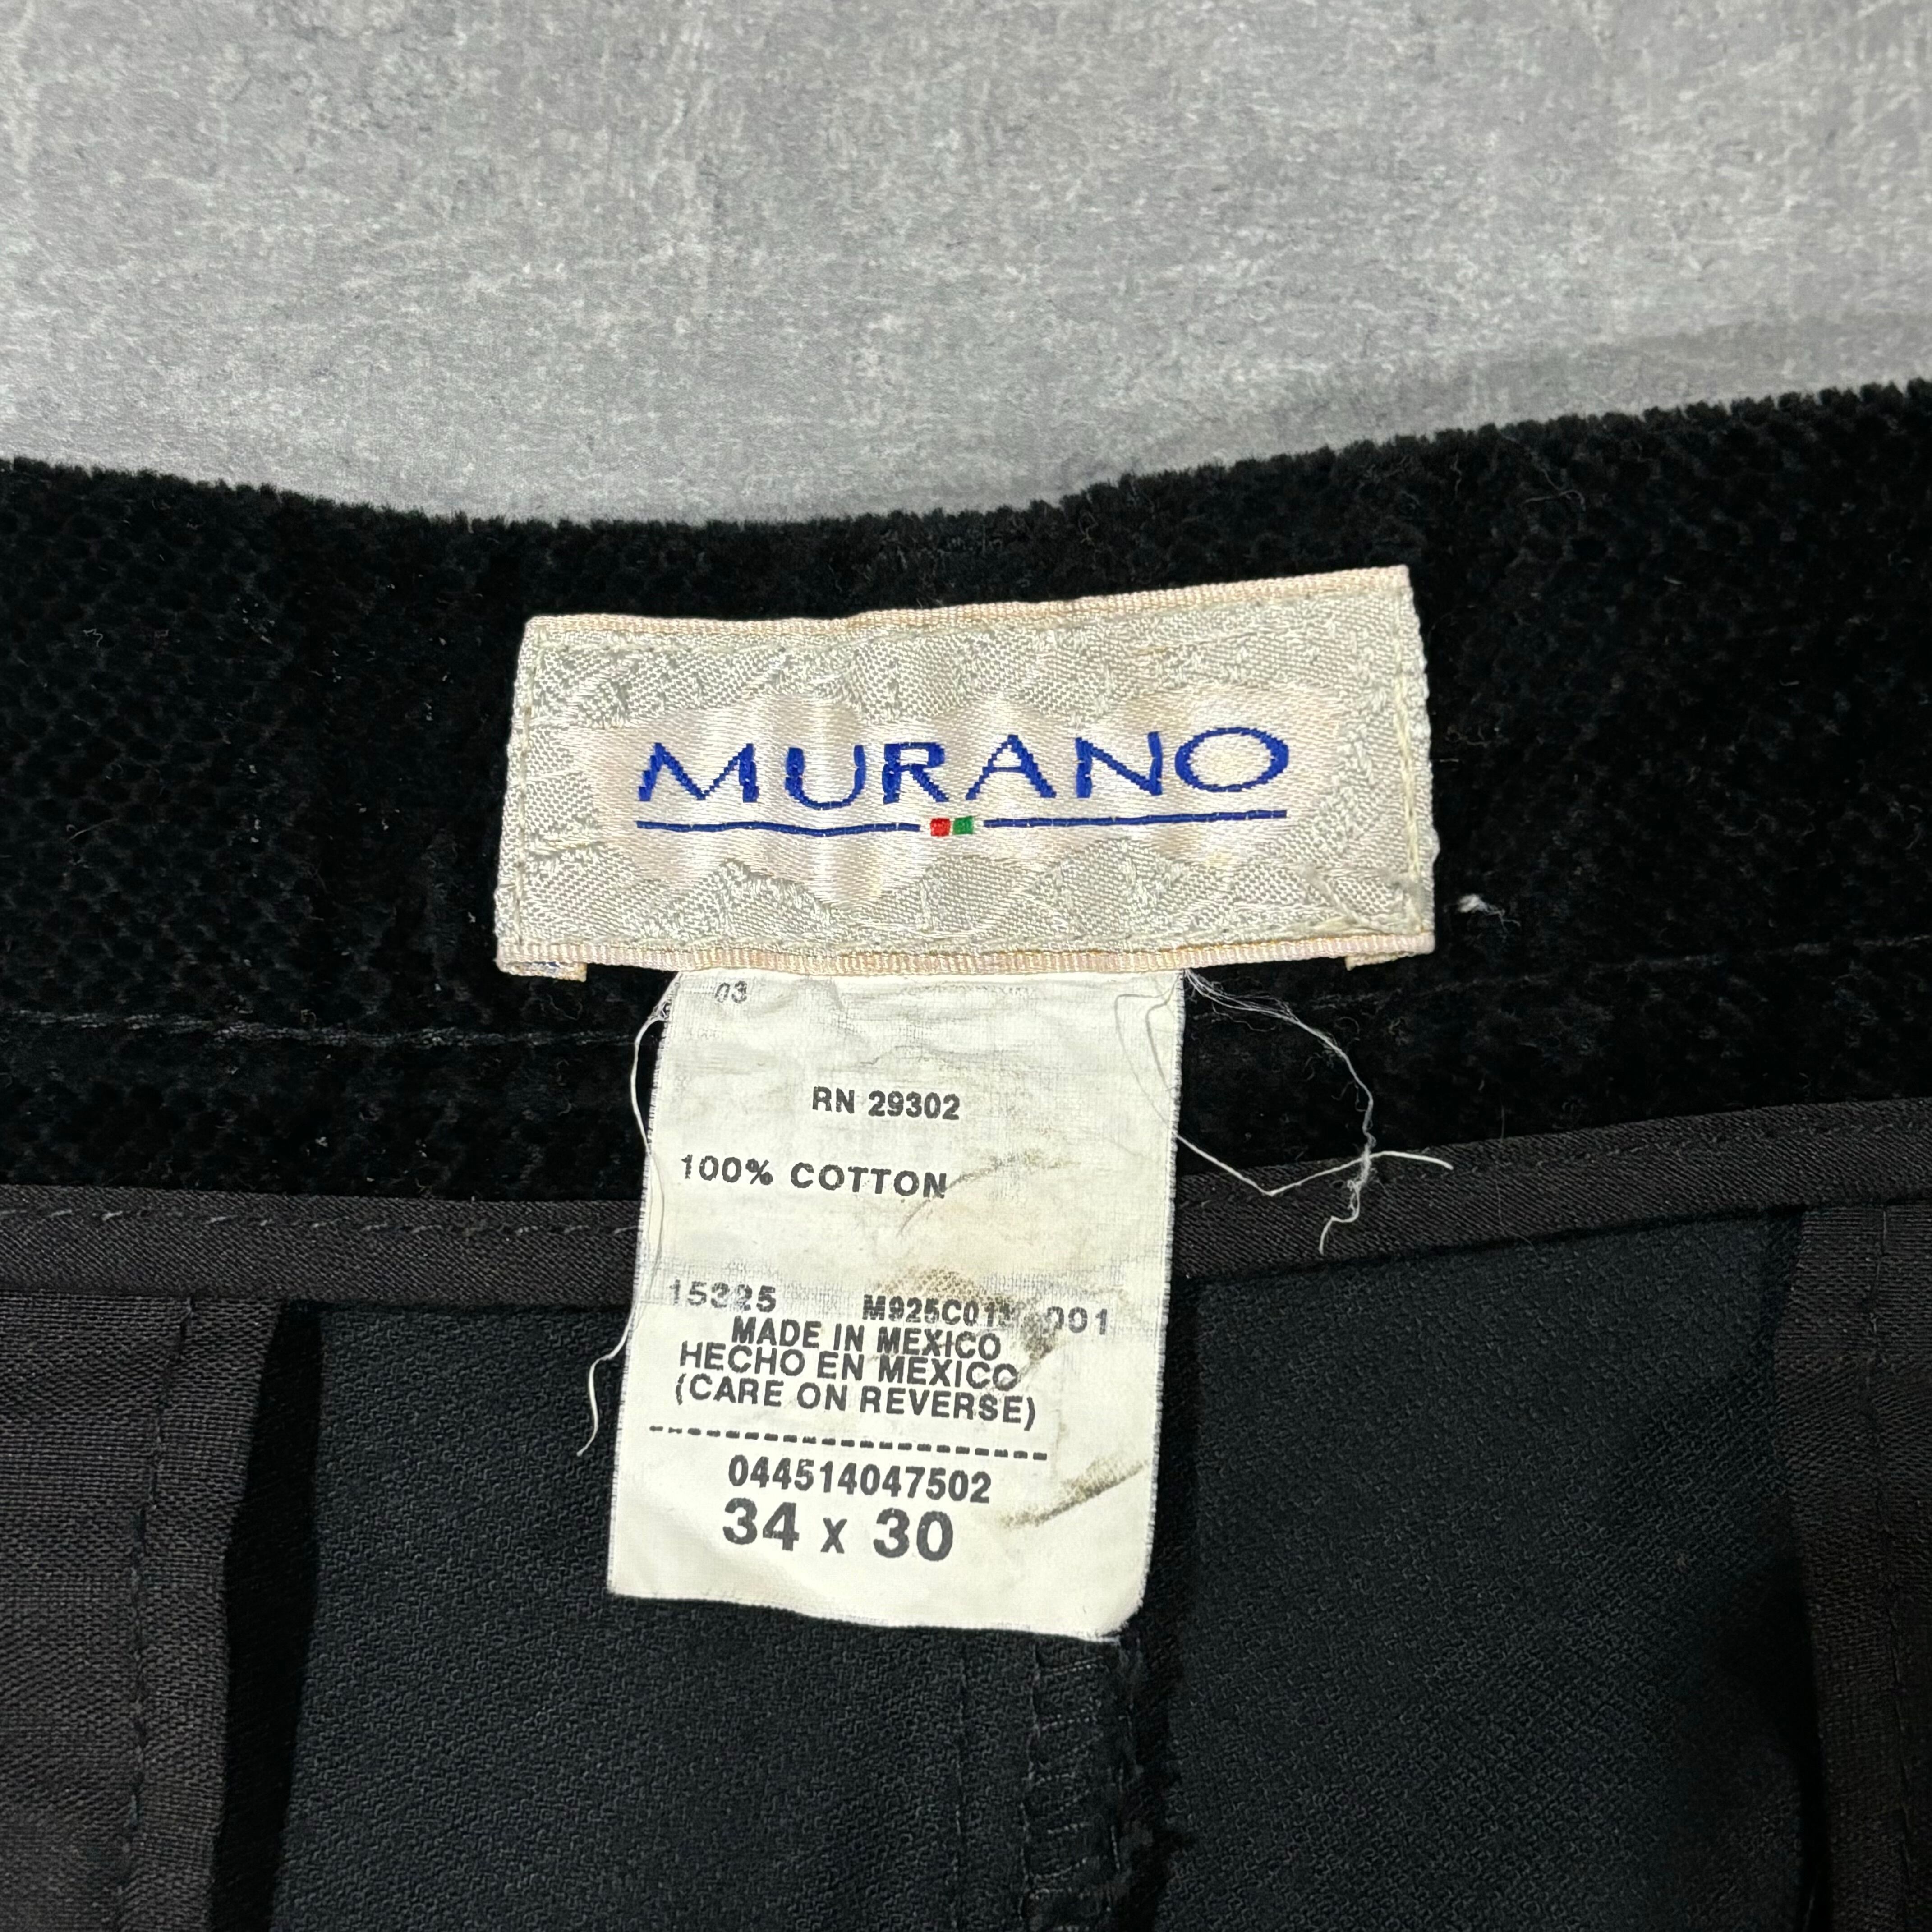 MURANO
03
RN 29302
100% COTTON
15325 001
MADE IN MEXICO
HECHO EN MEXICO
(CARE ON REVERSE)
044514047502
34 x 30